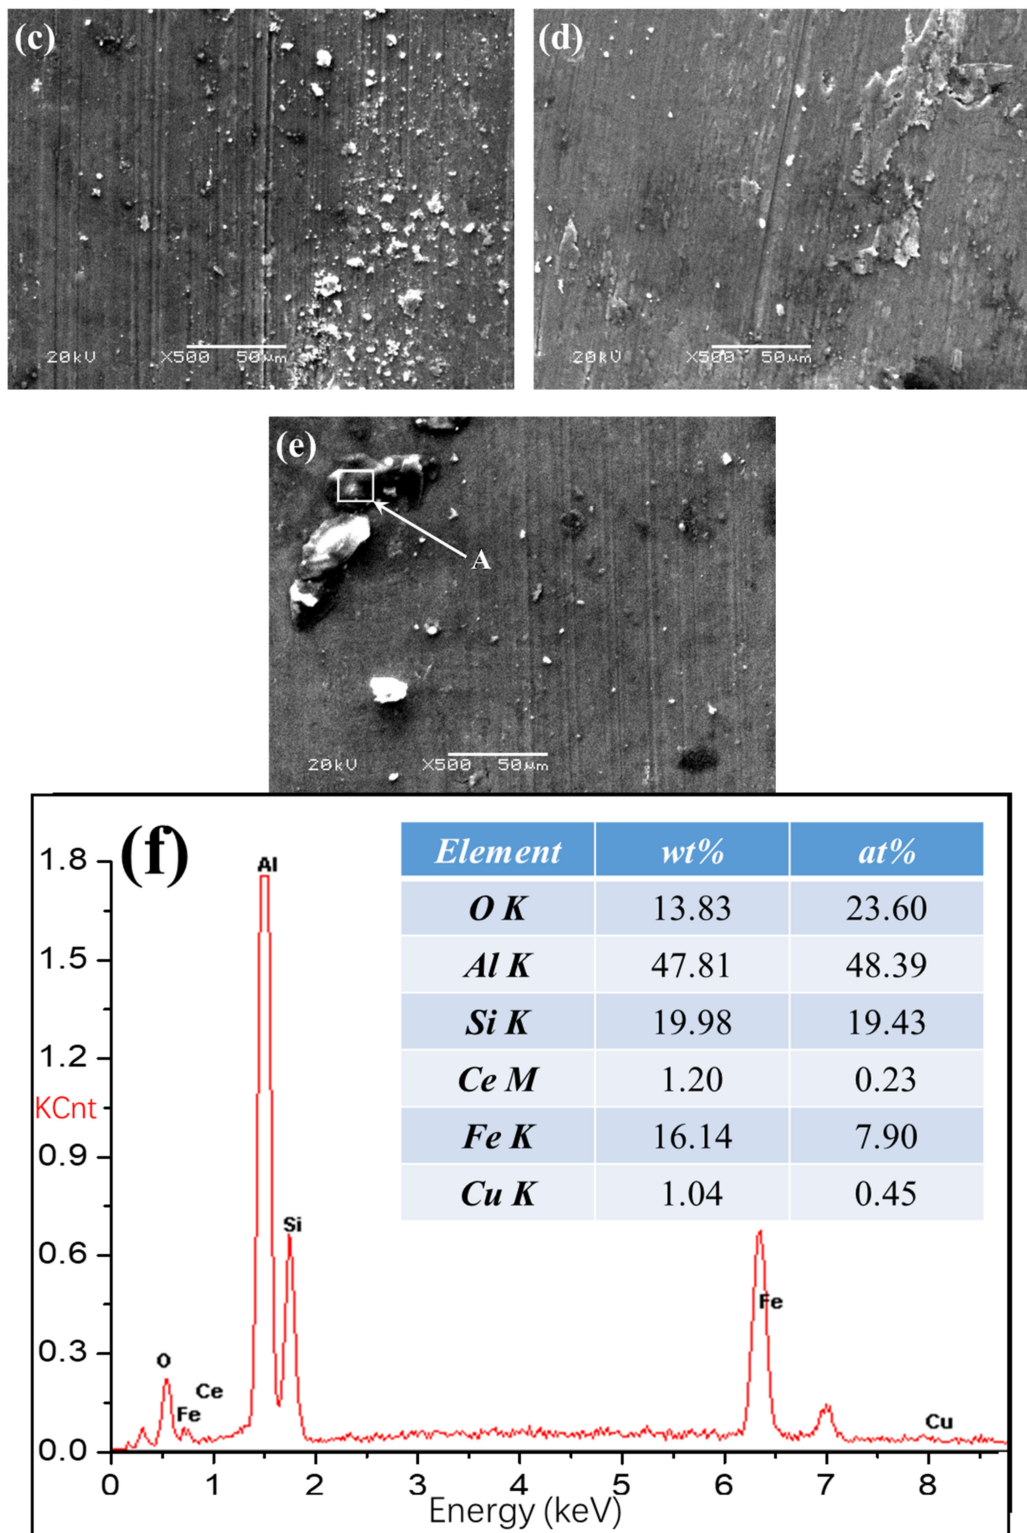 (c)
20kV X500 50μm
(d)
20kV X500 50μm
(e)
A
20kV X500 50μm
(f)
Element wt% at%
O K 13.83 23.60
Al K 47.81 48.39
Si K 19.98 19.43
Ce M 1.20 0.23
Fe K 16.14 7.90
Cu K 1.04 0.45
1.8
1.5
1.2
KCnt
0.9
0.6
0.3
0.0
Al
Si
O
Fe
Ce
Fe
Cu
0 1 2 3 4 5 6 7 8
Energy (keV)